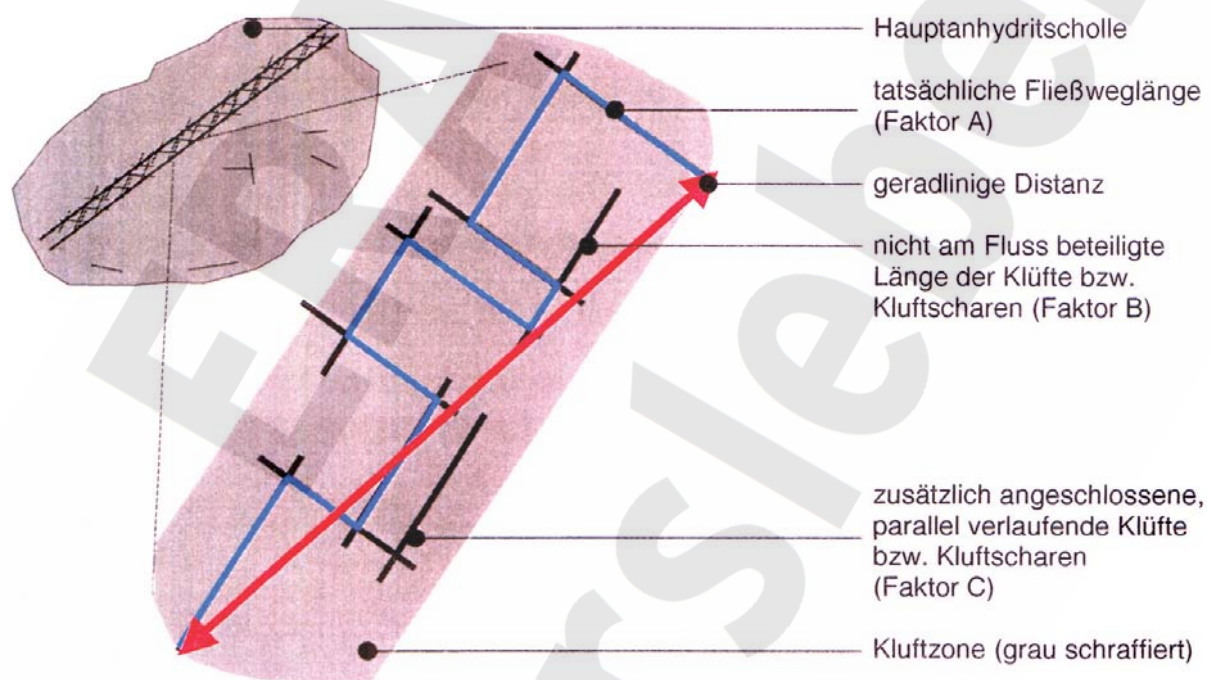 Hauptanhydritscholle
tatsächliche Fließweglänge
(Faktor A)
geradlinige Distanz
nicht am Fluss beteiligte
Länge der Klüfte bzw.
Kluftscharen (Faktor B)
zusätzlich angeschlossene,
parallel verlaufende Klüfte
bzw. Kluftscharen
(Faktor C)
Kluftzone (grau schraffiert)